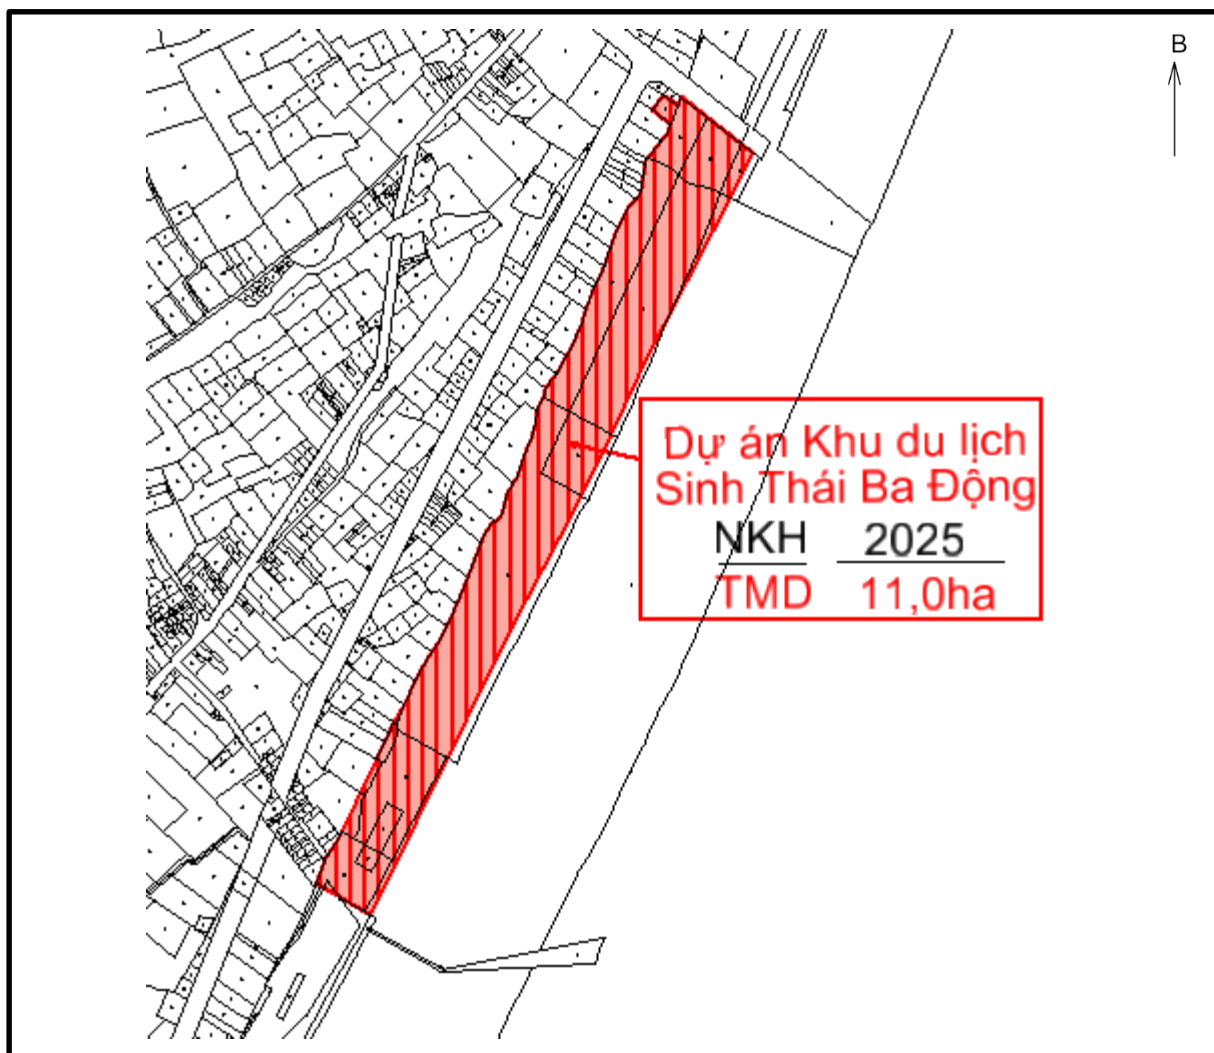 B
Dự án Khu du lịch
Sinh Thái Ba Động
NKH 2025
TMD 11,0ha